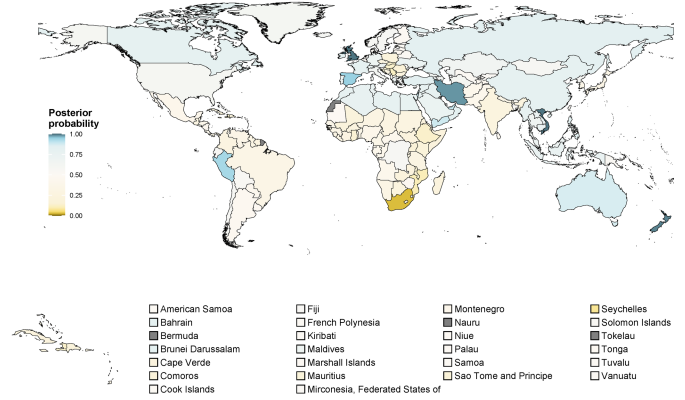 Posterior
probability
1.00
0.75
0.50
0.25
0.00
American Samoa
Bahrain
Bermuda
Brunei Darussalam
Cape Verde
Comoros
Cook Islands
Fiji
French Polynesia
Kiribati
Maldives
Marshall Islands
Mauritius
Mirconesia, Federated States of
Montenegro
Nauru
Niue
Palau
Samoa
Sao Tome and Principe
Seychelles
Solomon Islands
Tokelau
Tonga
Tuvalu
Vanuatu